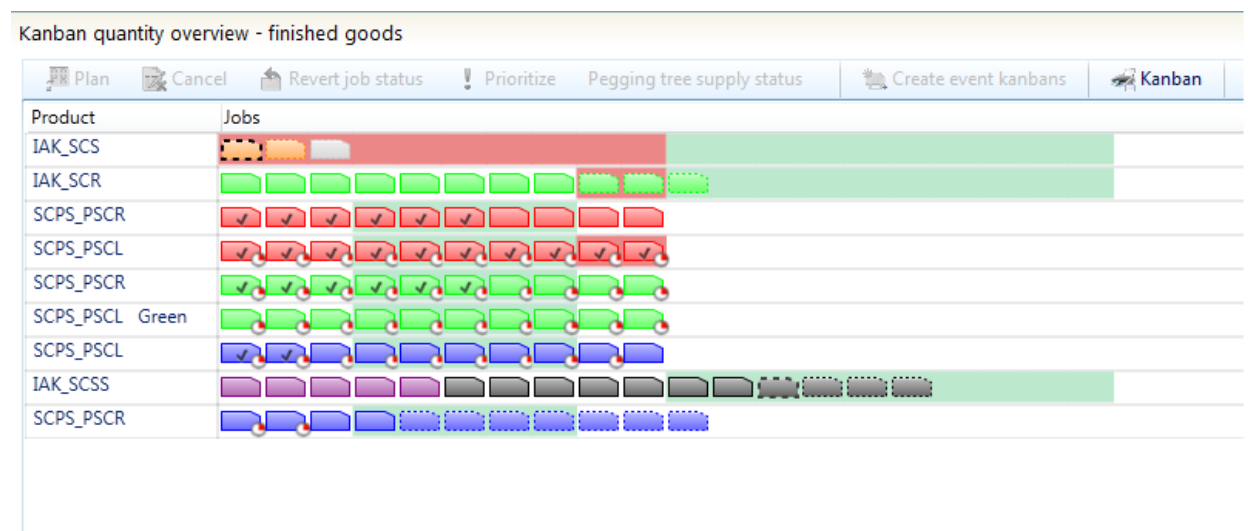 Kanban quantity overview - finished goods
Plan Cancel Revert job status Prioritize Pegging tree supply status Create event kanbans Kanban
Product Jobs
IAK_SCS
IAK_SCR
SCPS_PSCR
SCPS_PSCL
SCPS_PSCR
SCPS_PSCL Green
SCPS_PSCL
IAK_SCSS
SCPS_PSCR